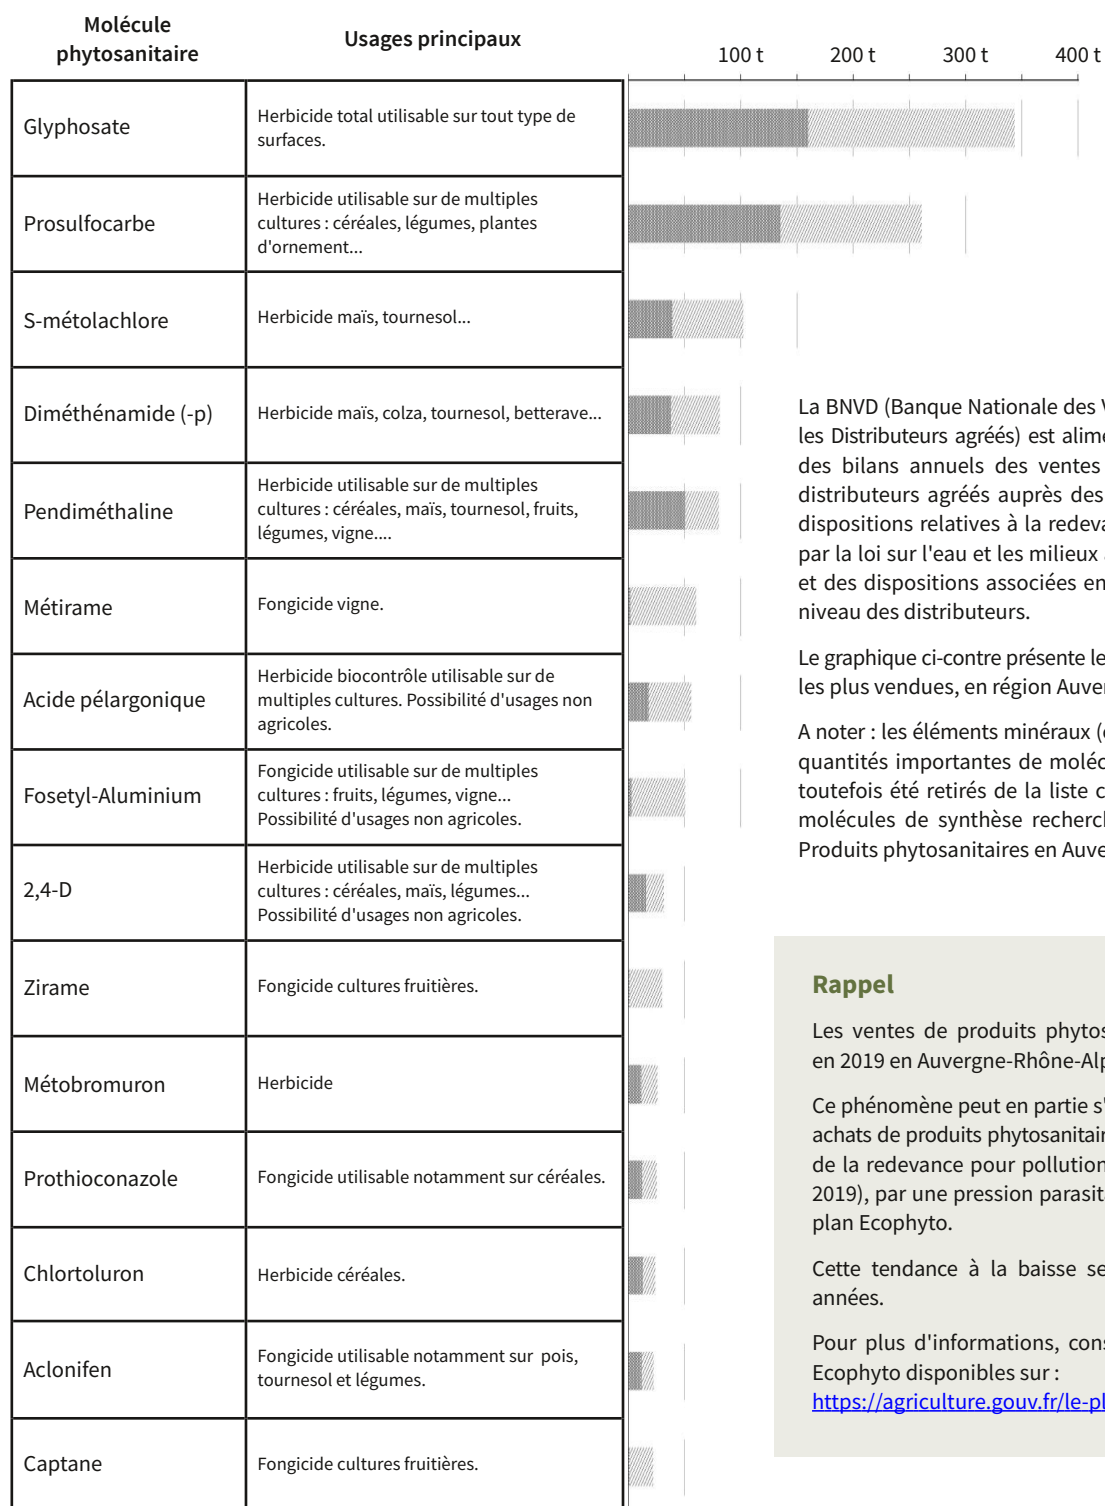 Molécule
phytosanitaire
Usages principaux
100 t 200 t 300 t 400 t
Glyphosate
Herbicide total utilisable sur tout type de
surfaces.
Prosulfocarbe
Herbicide utilisable sur de multiples
cultures : céréales, légumes, plantes
d'ornement...
S-métolachlore
Herbicide maïs, tournesol...
Diméthénamide (-p)
Herbicide maïs, colza, tournesol, betterave...
Pendiméthaline
Herbicide utilisable sur de multiples
cultures : céréales, maïs, tournesol, fruits,
légumes, vigne....
Métirame
Fongicide vigne.
Acide pélargonique
Herbicide biocontrôle utilisable sur de
multiples cultures. Possibilité d'usages non
agricoles.
Fosetyl-Aluminium
Fongicide utilisable sur de multiples
cultures : fruits, légumes, vigne...
Possibilité d'usages non agricoles.
2,4-D
Herbicide utilisable sur de multiples
cultures : céréales, maïs, légumes...
Possibilité d'usages non agricoles.
Zirame
Fongicide cultures fruitières.
Métobromuron
Herbicide
Prothioconazole
Fongicide utilisable notamment sur céréales.
Chlortoluron
Herbicide céréales.
Aclonifen
Fongicide utilisable notamment sur pois,
tournesol et légumes.
Captane
Fongicide cultures fruitières.
La BNVD (Banque Nationale des
les Distributeurs agréés) est alim
des bilans annuels des ventes
distributeurs agréés auprès des
dispositions relatives à la redeva
par la loi sur l'eau et les milieux
et des dispositions associées en
niveau des distributeurs.
Le graphique ci-contre présente le
les plus vendues, en région Auver
A noter : les éléments minéraux (
quantités importantes de moléc
toutefois été retirés de la liste c
molécules de synthèse recherc
Produits phytosanitaires en Auve
Rappel
Les ventes de produits phytos
en 2019 en Auvergne-Rhône-Alp
Ce phénomène peut en partie s'
achats de produits phytosanitair
de la redevance pour pollution
2019), par une pression parasita
plan Ecophyto.
Cette tendance à la baisse se
années.
Pour plus d'informations, cons
Ecophyto disponibles sur :
https://agriculture.gouv.fr/le-pl